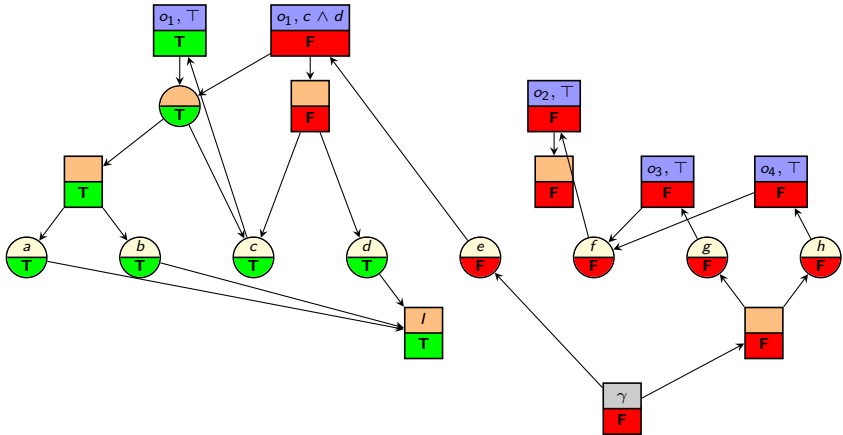 o₁, ⊤
T
o₁, c ∧ d
F
T
F
o₂, ⊤
F
T
F
o₃, ⊤
F
o₄, ⊤
F
a
T
b
T
c
T
d
T
e
F
f
F
g
F
h
F
I
T
F
γ
F